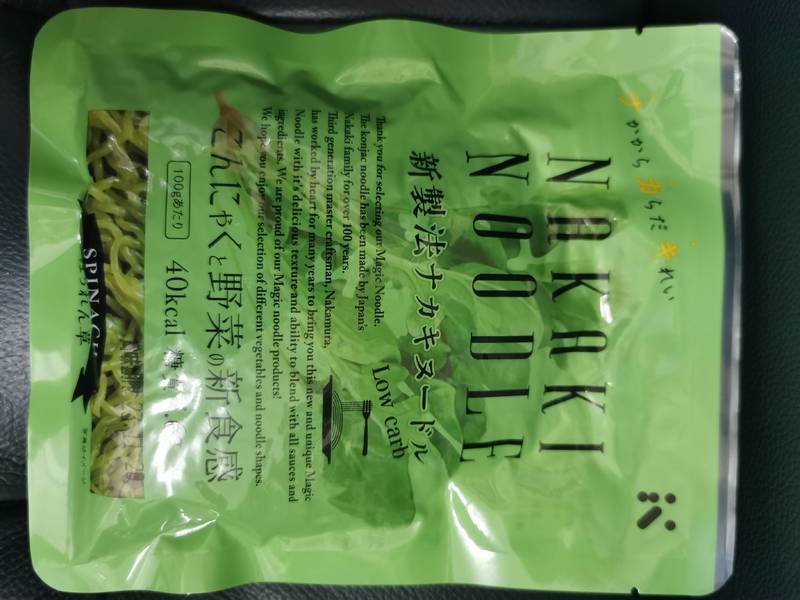 なかから からだ きれい
NAKAKI
NOODLE
新製法ナカキヌードル
Low carb
Thank you for selecting our Magic Noodle.
The konjac noodle has been made by Japan's
Nakaki family for over 100 years.
Third generation master craftsman, Nakamura,
has worked by heart for many years to bring you this new and unique Magic
Noodle with it's delicious texture and ability to blend with all sauces and
ingredients. We are proud of our Magic noodle products!
We hope you enjoy our selection of different vegetables and noodle shapes.
こんにゃくと野菜の新食感
100gあたり
40kcal
SPINACH
ほうれん草